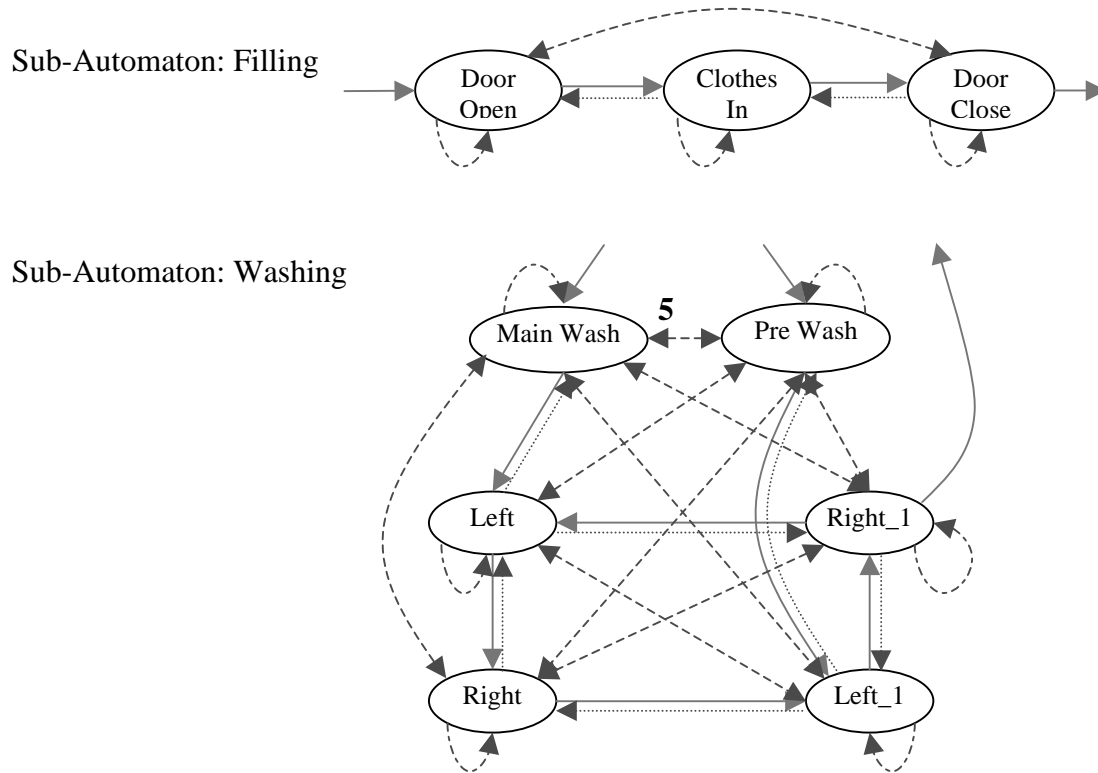 Sub-Automaton: Filling
Door
Open
Clothes
In
Door
Close
Sub-Automaton: Washing
5
Main Wash
Pre Wash
Left
Right_1
Right
Left_1